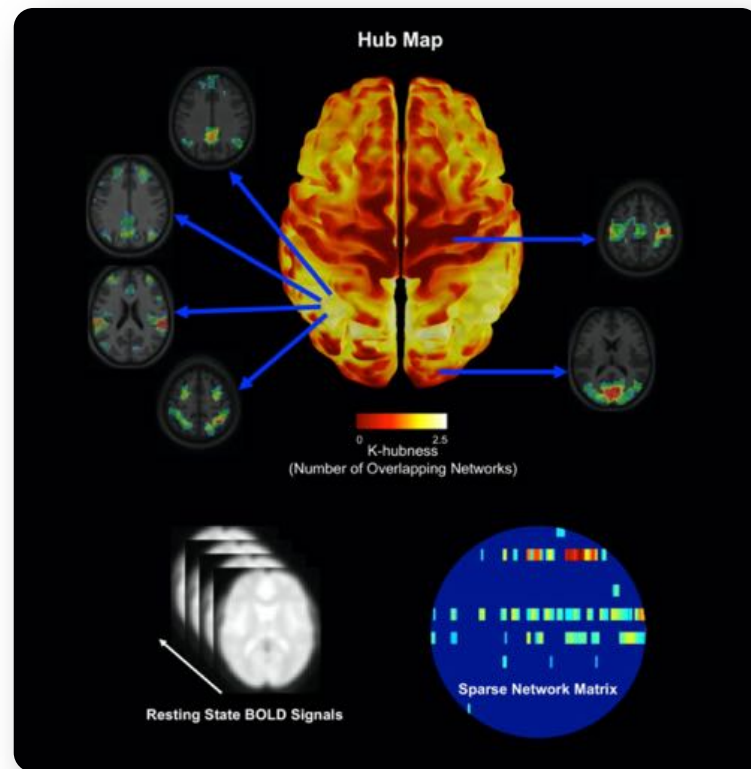 Hub Map
0
2.5
K-hubness
(Number of Overlapping Networks)
Resting State BOLD Signals
Sparse Network Matrix